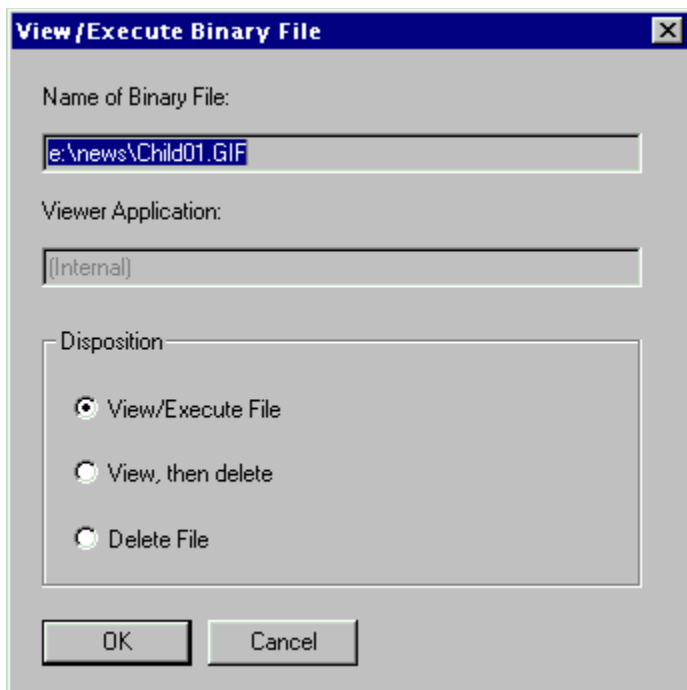 View/Execute Binary File
Name of Binary File:
e:\news\Child01.GIF
Viewer Application:
(Internal)
Disposition
View/Execute File
View, then delete
Delete File
OK
Cancel